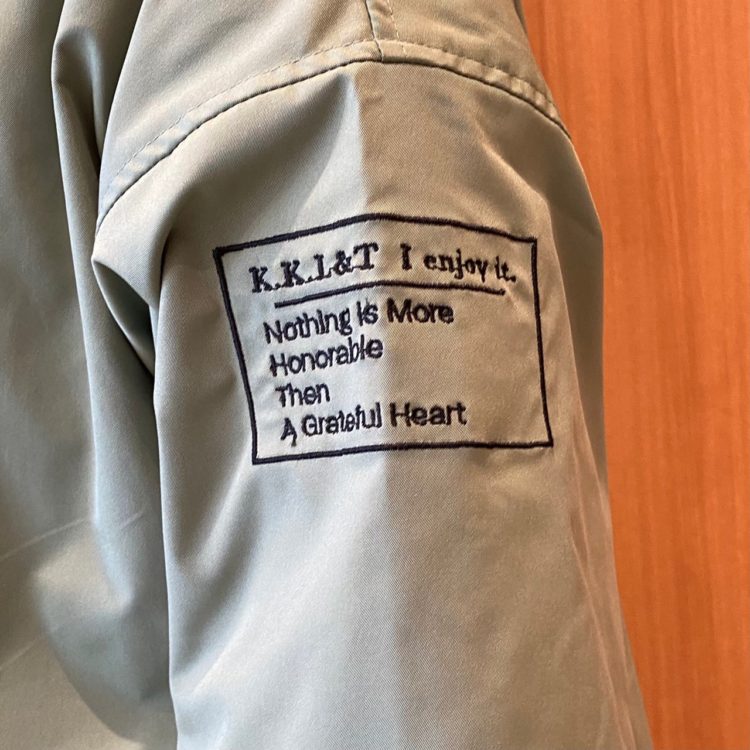 K.K.L&T I enjoy it.
Nothing Is More
Honorable
Then
A Grateful Heart